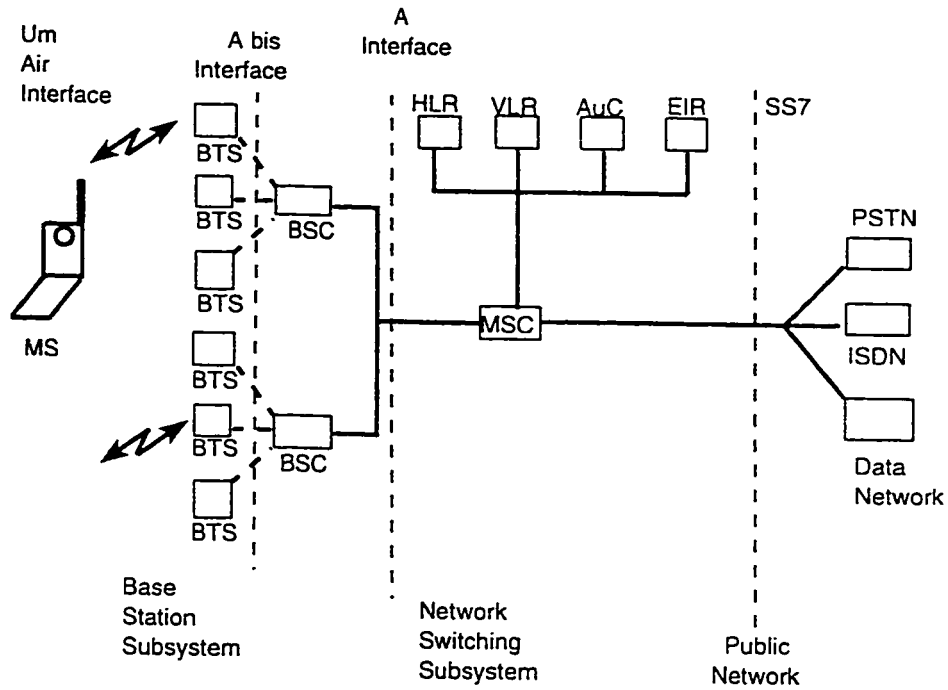 Um
Air
Interface
A bis
Interface
A
Interface
HLR
VLR
AuC
EIR
SS7
BTS
BTS
BTS
BTS
BTS
BTS
BSC
BSC
MS
MSC
PSTN
ISDN
Data
Network
Base
Station
Subsystem
Network
Switching
Subsystem
Public
Network